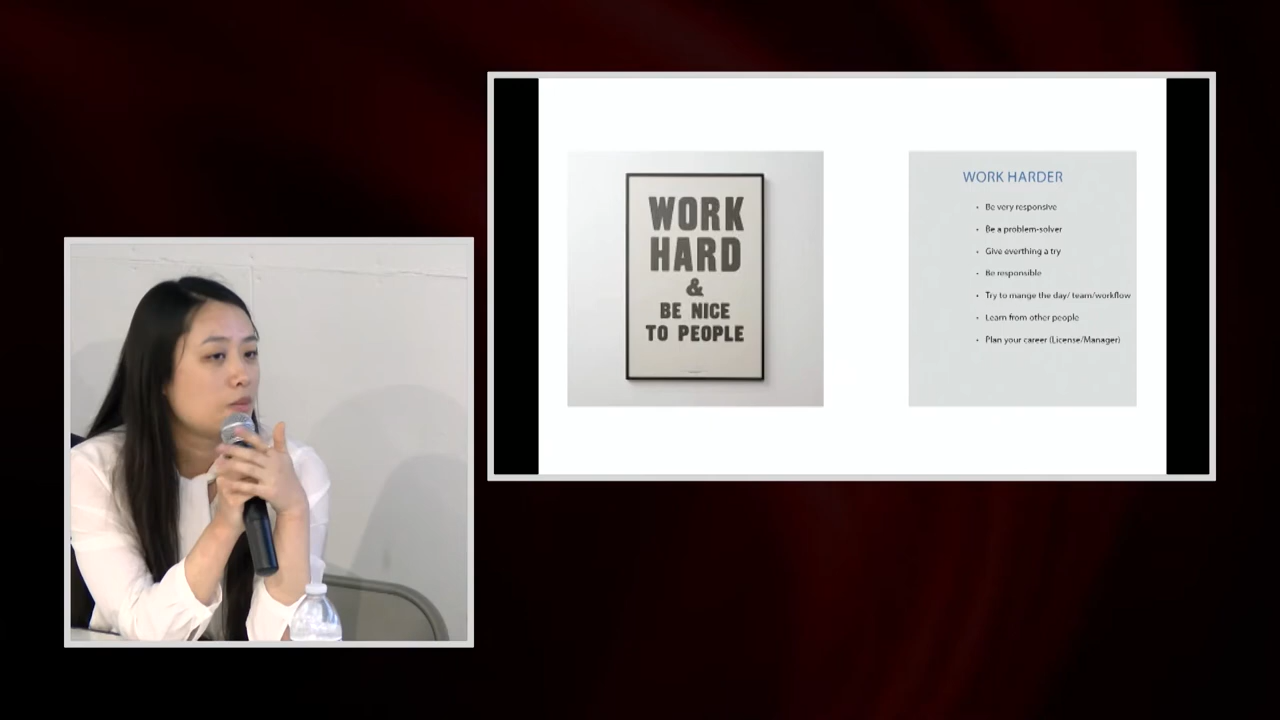 WORK
HARD
&
BE NICE
TO PEOPLE
WORK HARDER
• Be very responsive
• Be a problem-solver
• Give everthing a try
• Be responsible
• Try to mange the day/ team/workflow
• Learn from other people
• Plan your career (License/Manager)